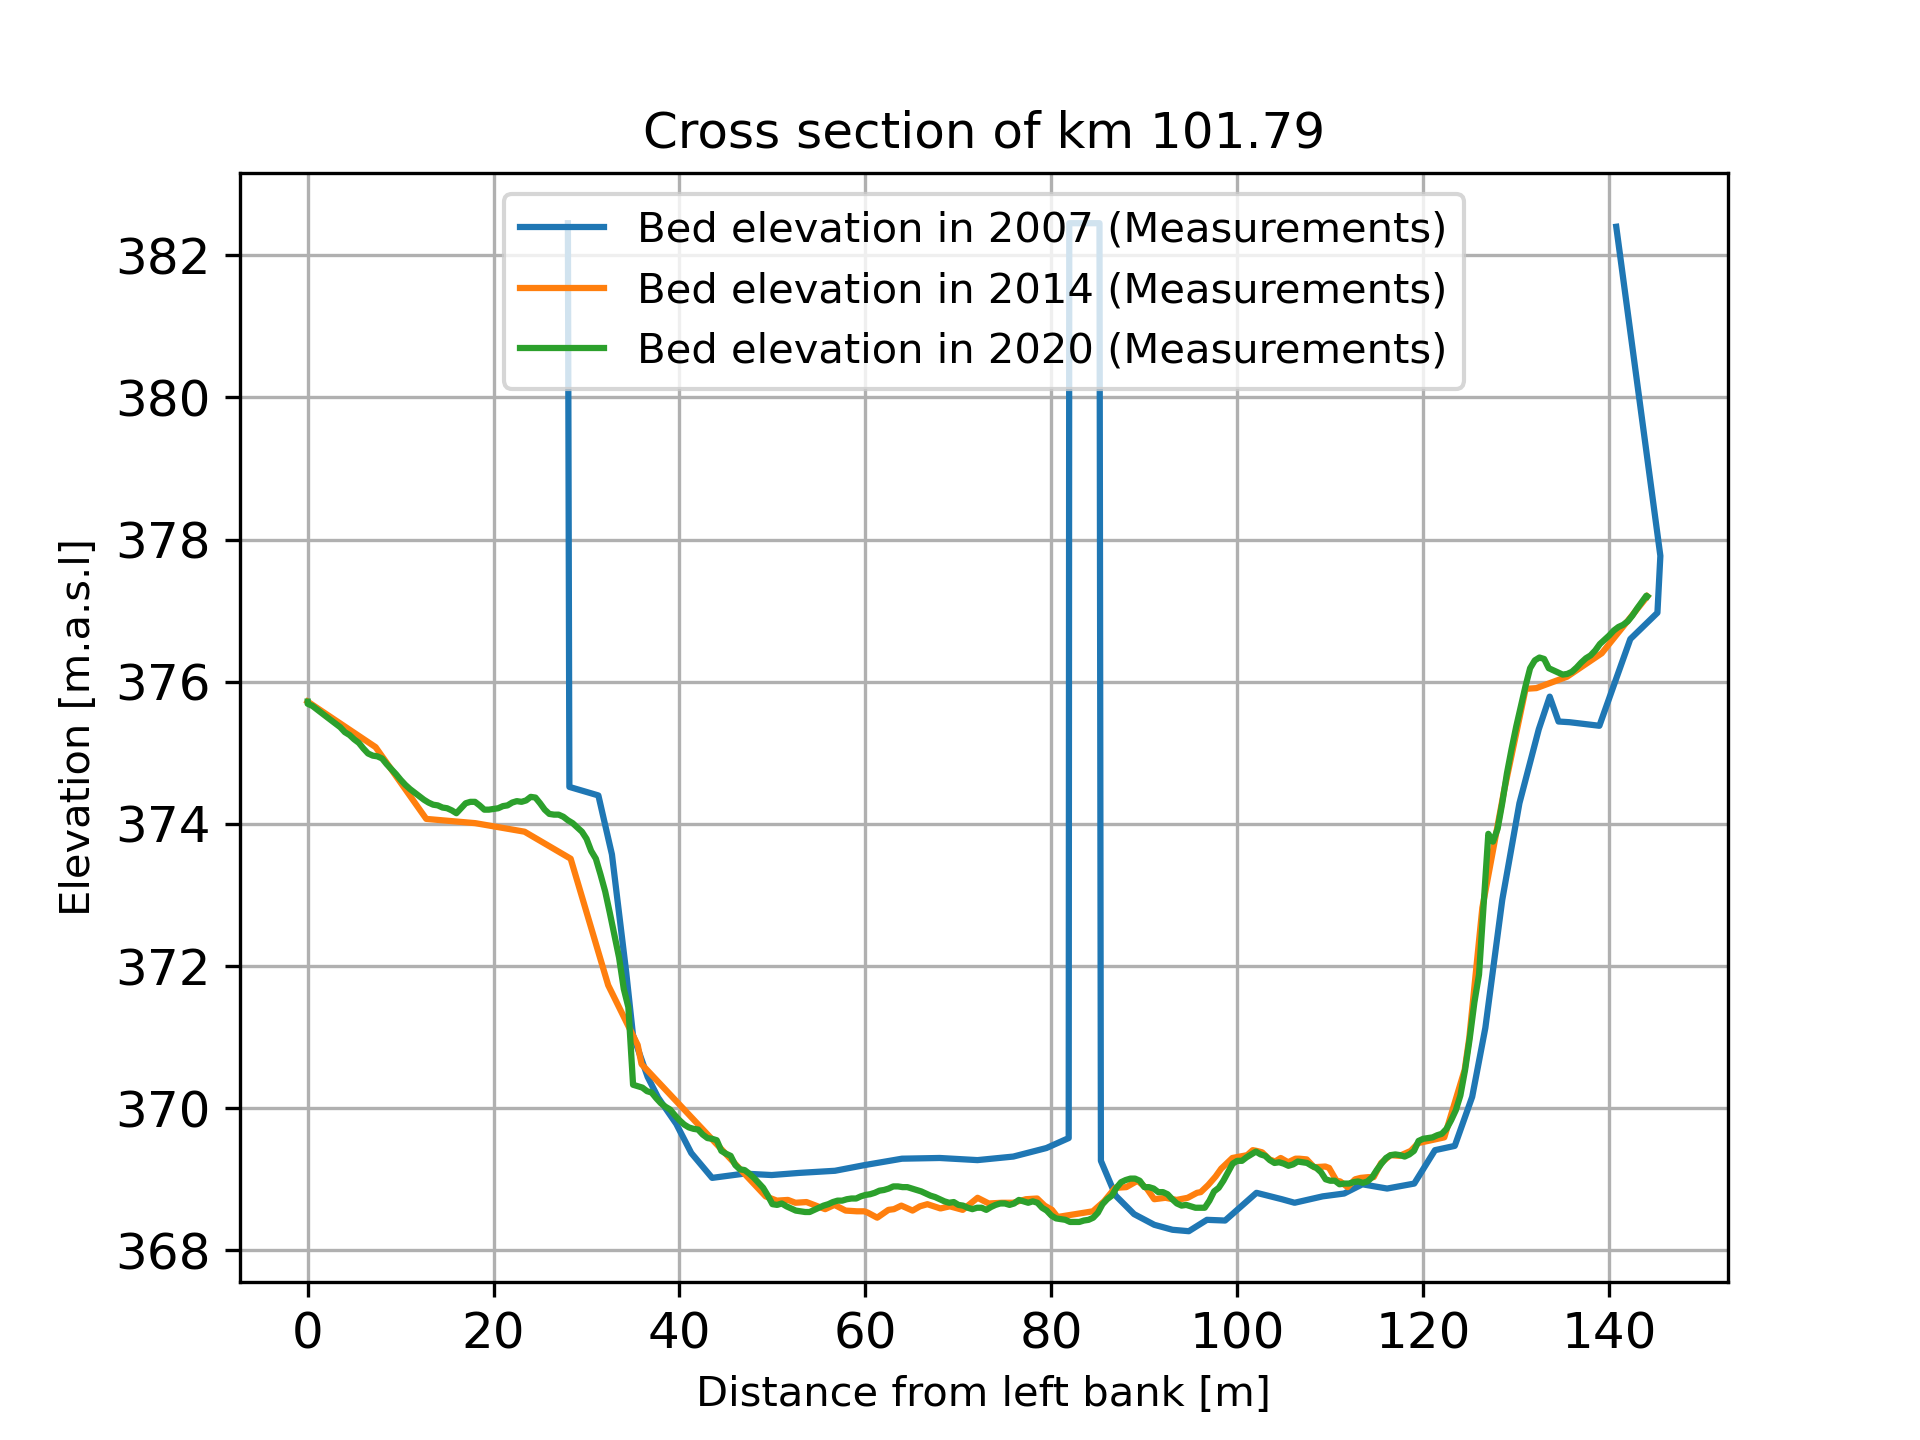 Cross section of km 101.79
Bed elevation in 2007 (Measurements)
Bed elevation in 2014 (Measurements)
Bed elevation in 2020 (Measurements)
Elevation [m.a.s.l]
382
380
378
376
374
372
370
368
0 20 40 60 80 100 120 140
Distance from left bank [m]